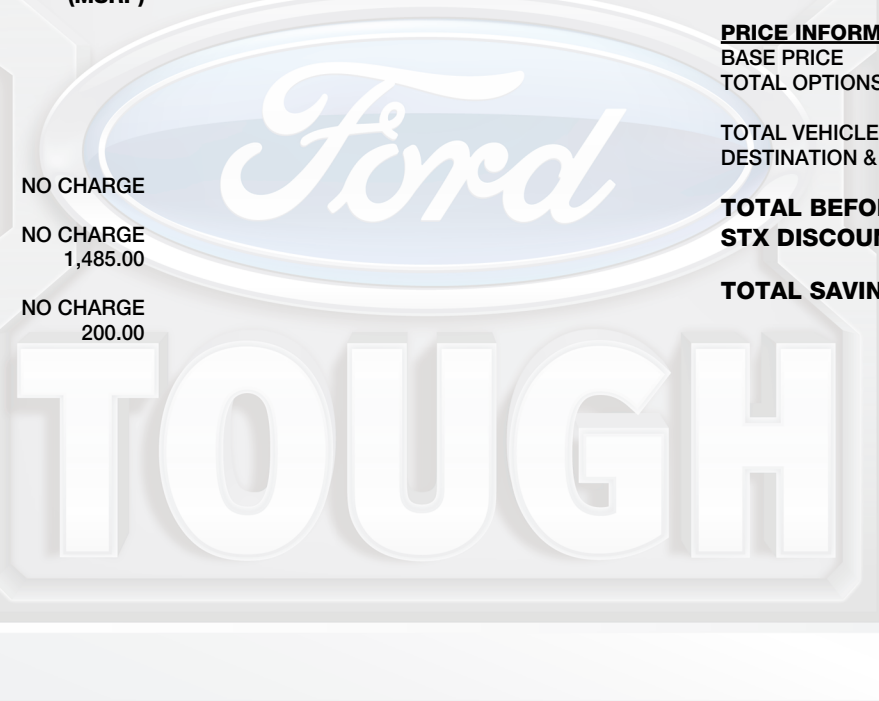 (MSRP)
NO CHARGE
NO CHARGE
1,485.00
NO CHARGE
200.00
PRICE INFORM
BASE PRICE
TOTAL OPTIONS
TOTAL VEHICLE
DESTINATION &
TOTAL BEFO
STX DISCOUN
TOTAL SAVIN
Ford
TOUGH